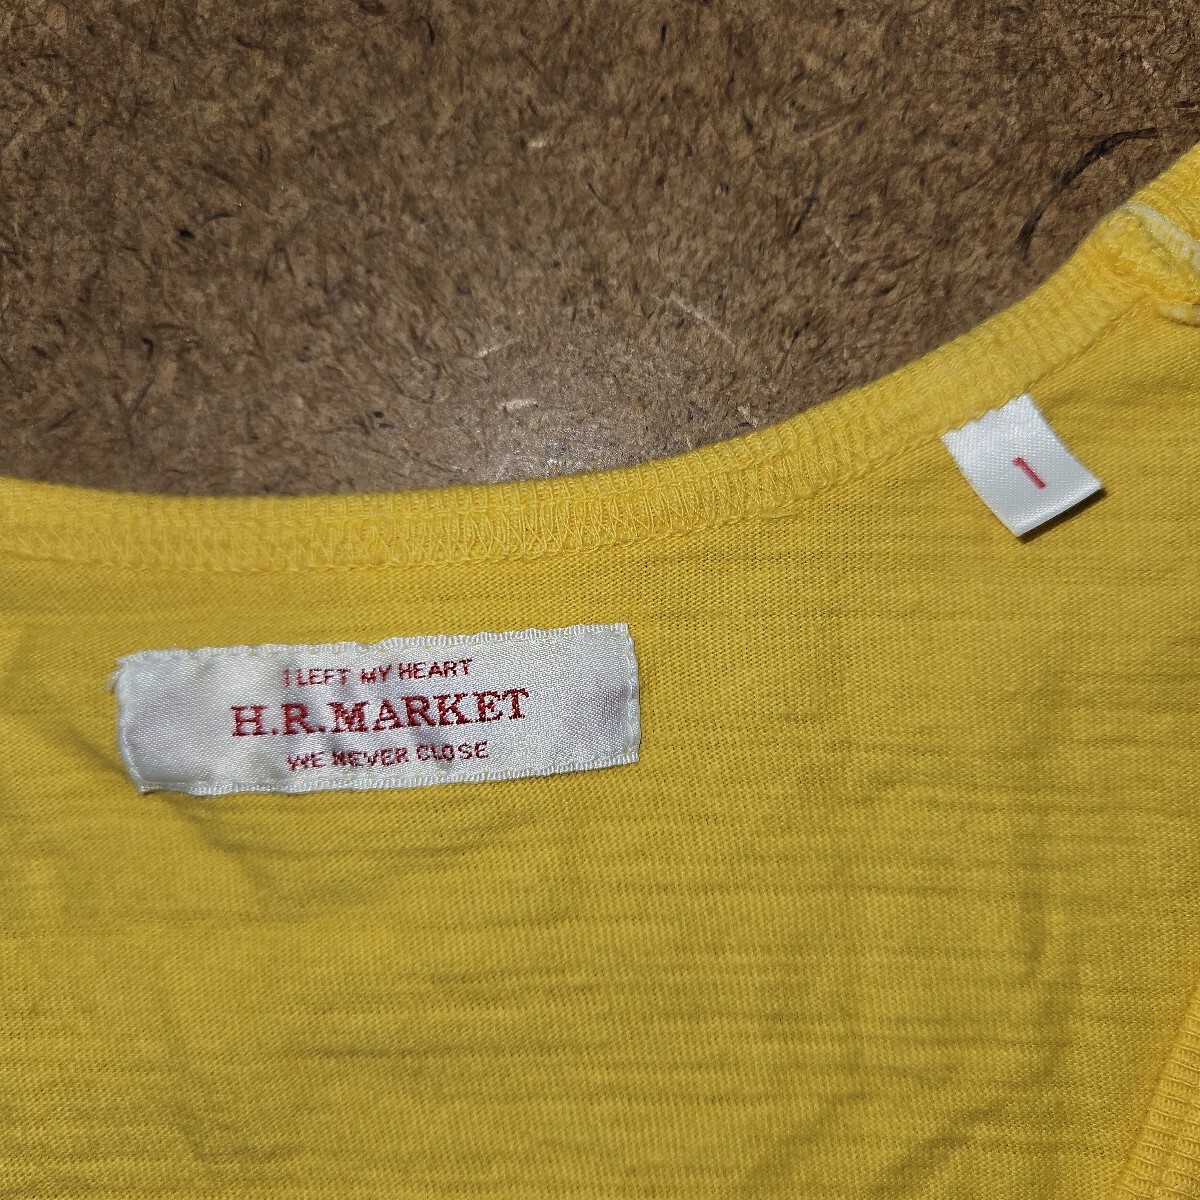 I LEFT MY HEART
H.R.MARKET
WE NEVER CLOSE
1